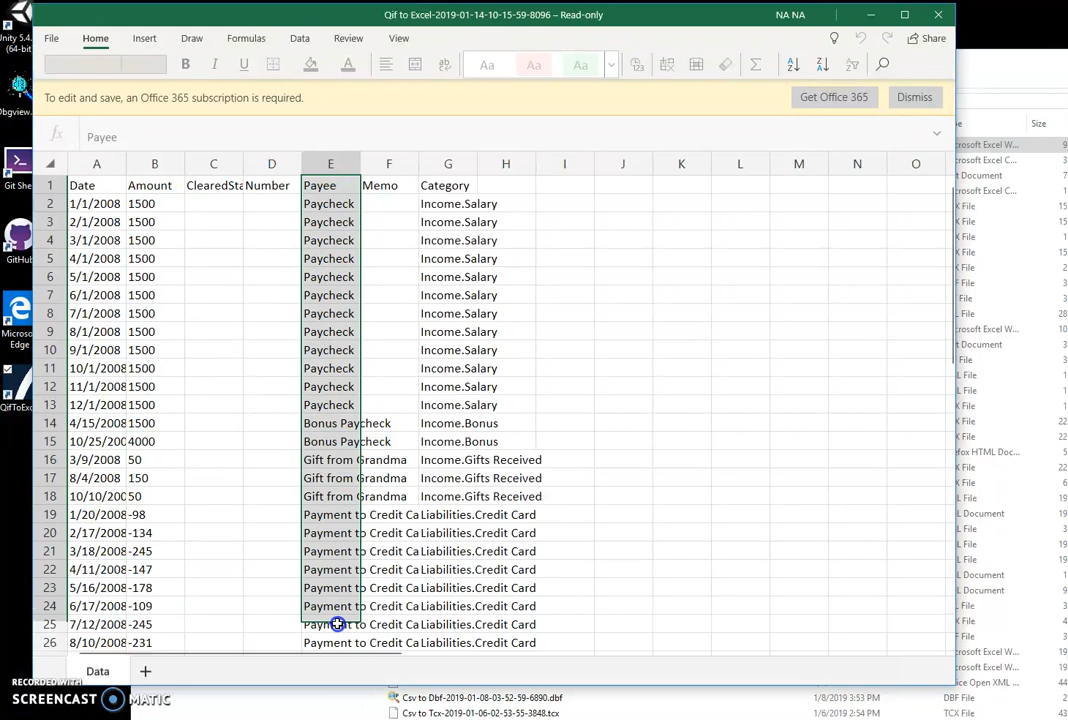 Qif to Excel-2019-01-14-10-15-59-8096 – Read-only
NA NA
File Home Insert Draw Formulas Data Review View Share
B I U A Aa Aa Aa
To edit and save, an Office 365 subscription is required.
Get Office 365 Dismiss
fx Payee
A B C D E F G H I J K L M N O
1 Date Amount ClearedSta Number Payee Memo Category
2 1/1/2008 1500 Paycheck Income.Salary
3 2/1/2008 1500 Paycheck Income.Salary
4 3/1/2008 1500 Paycheck Income.Salary
5 4/1/2008 1500 Paycheck Income.Salary
6 5/1/2008 1500 Paycheck Income.Salary
7 6/1/2008 1500 Paycheck Income.Salary
8 7/1/2008 1500 Paycheck Income.Salary
9 8/1/2008 1500 Paycheck Income.Salary
10 9/1/2008 1500 Paycheck Income.Salary
11 10/1/2008 1500 Paycheck Income.Salary
12 11/1/2008 1500 Paycheck Income.Salary
13 12/1/2008 1500 Paycheck Income.Salary
14 4/15/2008 1500 Bonus Paycheck Income.Bonus
15 10/25/200 4000 Bonus Paycheck Income.Bonus
16 3/9/2008 50 Gift from Grandma Income.Gifts Received
17 8/4/2008 150 Gift from Grandma Income.Gifts Received
18 10/10/200 50 Gift from Grandma Income.Gifts Received
19 1/20/2008 -98 Payment to Credit Ca Liabilities.Credit Card
20 2/17/2008 -134 Payment to Credit Ca Liabilities.Credit Card
21 3/18/2008 -245 Payment to Credit Ca Liabilities.Credit Card
22 4/11/2008 -147 Payment to Credit Ca Liabilities.Credit Card
23 5/16/2008 -178 Payment to Credit Ca Liabilities.Credit Card
24 6/17/2008 -109 Payment to Credit Ca Liabilities.Credit Card
25 7/12/2008 -245 Payment to Credit Ca Liabilities.Credit Card
26 8/10/2008 -231 Payment to Credit Ca Liabilities.Credit Card
Data
RECORDED WITH
SCREENCAST MATIC
Csv to Dbf-2019-01-08-03-52-59-6890.dbf 1/8/2019 3:53 PM DBF File
Csv to Tcx-2019-01-06-02-53-55-3848.tcx 1/6/2019 2:54 PM TCX File
Unity 5.4.
(64-bit)
Dbgview.
Git She
GitH
Microso
Edge
QifToExc
Size